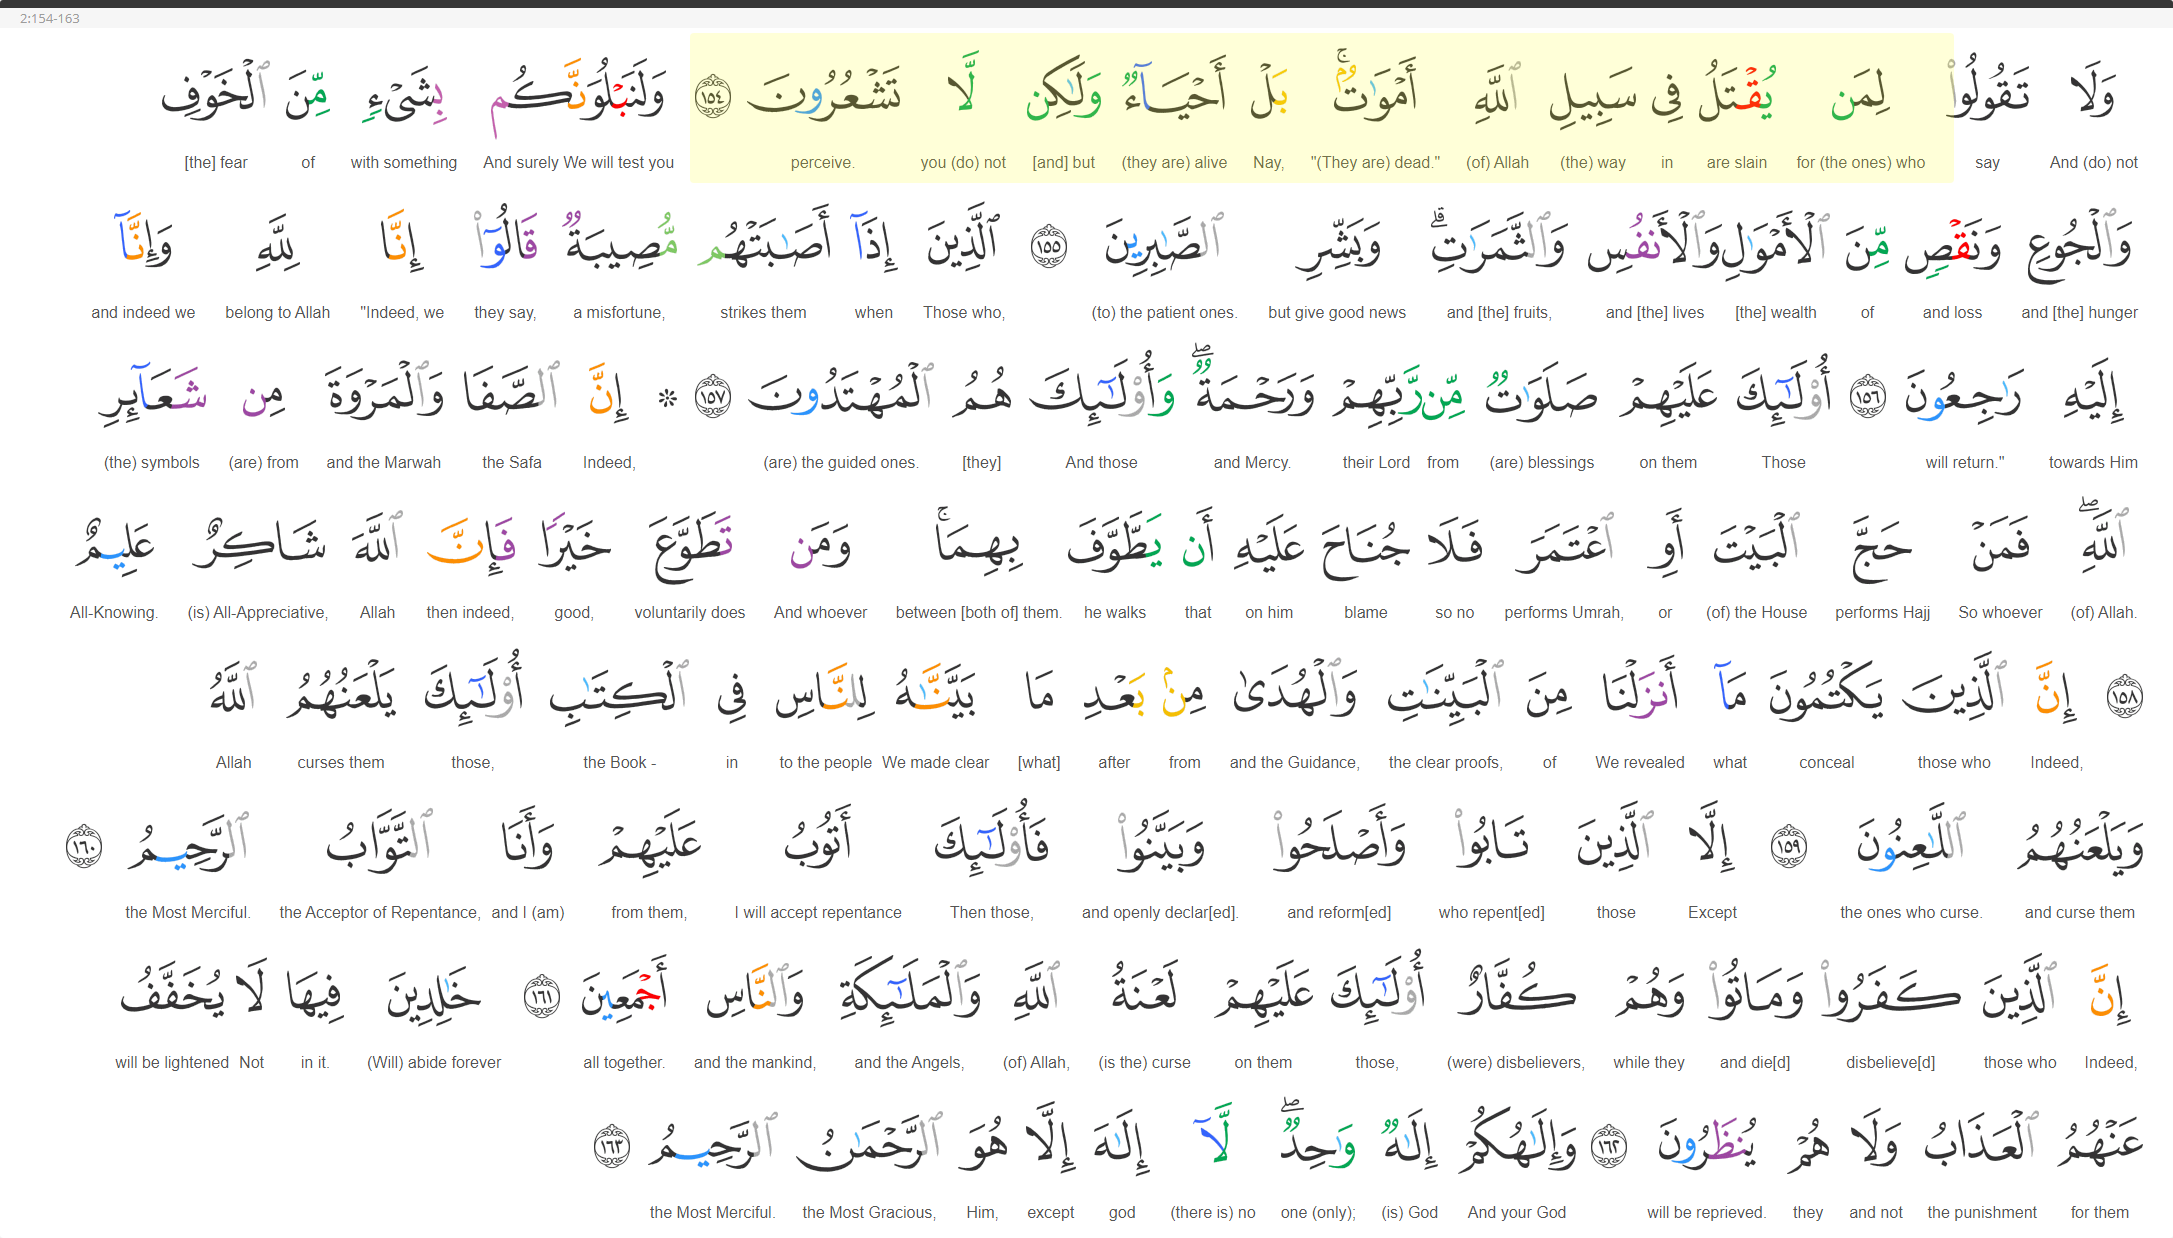 2:154-163
وَلَا تَقُولُوا۟ لِمَن يُقْتَلُ فِى سَبِيلِ ٱللَّهِ أَمْوَٰتٌۢ ۚ بَلْ أَحْيَآءٌ وَلَـٰكِن لَّا تَشْعُرُونَ ١٥٤ وَلَنَبْلُوَنَّكُم بِشَىْءٍ مِّنَ ٱلْخَوْفِ
And (do) not say for (the ones) who are slain in (the) way (of) Allah "(They are) dead." Nay, (they are) alive [and] but you (do) not perceive. And surely We will test you with something of [the] fear
وَٱلْجُوعِ وَنَقْصٍ مِّنَ ٱلْأَمْوَٰلِ وَٱلْأَنفُسِ وَٱلثَّمَرَٰتِ ۗ وَبَشِّرِ ٱلصَّـٰبِرِينَ ١٥٥ ٱلَّذِينَ إِذَآ أَصَـٰبَتْهُم مُّصِيبَةٌ قَالُوٓا۟ إِنَّا لِلَّهِ وَإِنَّآ
and [the] hunger and loss of [the] wealth and [the] lives and [the] fruits, but give good news (to) the patient ones. Those who, when strikes them a misfortune, they say, "Indeed, we belong to Allah and indeed we
إِلَيْهِ رَٰجِعُونَ ١٥٦ أُو۟لَـٰٓئِكَ عَلَيْهِمْ صَلَوَٰتٌ مِّن رَّبِّهِمْ وَرَحْمَةٌ ۖ وَأُو۟لَـٰٓئِكَ هُمُ ٱلْمُهْتَدُونَ ١٥٧ ۞ إِنَّ ٱلصَّفَا وَٱلْمَرْوَةَ مِن شَعَآئِرِ
towards Him will return." Those on them (are) blessings from their Lord and Mercy. And those [they] (are) the guided ones. Indeed, the Safa and the Marwah (are) from (the) symbols
ٱللَّهِ ۖ فَمَنْ حَجَّ ٱلْبَيْتَ أَوِ ٱعْتَمَرَ فَلَا جُنَاحَ عَلَيْهِ أَن يَطَّوَّفَ بِهِمَا ۚ وَمَن تَطَوَّعَ خَيْرًا فَإِنَّ ٱللَّهَ شَاكِرٌ عَلِيمٌ
(of) Allah. So whoever performs Hajj (of) the House or performs Umrah, so no blame on him that he walks between [both of] them. And whoever voluntarily does good, then indeed, Allah (is) All-Appreciative, All-Knowing.
١٥٨ إِنَّ ٱلَّذِينَ يَكْتُمُونَ مَآ أَنزَلْنَا مِنَ ٱلْبَيِّنَـٰتِ وَٱلْهُدَىٰ مِنۢ بَعْدِ مَا بَيَّنَّـٰهُ لِلنَّاسِ فِى ٱلْكِتَـٰبِ أُو۟لَـٰٓئِكَ يَلْعَنُهُمُ ٱللَّهُ
Indeed, those who conceal what We revealed of the clear proofs, and the Guidance, from after [what] We made clear to the people in the Book - those, curses them Allah
وَيَلْعَنُهُمُ ٱللَّـٰعِنُونَ ١٥٩ إِلَّا ٱلَّذِينَ تَابُوا۟ وَأَصْلَحُوا۟ وَبَيَّنُوا۟ فَأُو۟لَـٰٓئِكَ أَتُوبُ عَلَيْهِمْ وَأَنَا ٱلتَّوَّابُ ٱلرَّحِيمُ ١٦٠
and curse them the ones who curse. Except those who repent[ed] and reform[ed] and openly declar[ed]. Then those, I will accept repentance from them, and I (am) the Acceptor of Repentance, the Most Merciful.
إِنَّ ٱلَّذِينَ كَفَرُوا۟ وَمَاتُوا۟ وَهُمْ كُفَّارٌ أُو۟لَـٰٓئِكَ عَلَيْهِمْ لَعْنَةُ ٱللَّهِ وَٱلْمَلَـٰٓئِكَةِ وَٱلنَّاسِ أَجْمَعِينَ ١٦١ خَـٰلِدِينَ فِيهَا لَا يُخَفَّفُ
Indeed, those who disbelieve[d] and die[d] while they (were) disbelievers, those, on them (is the) curse (of) Allah, and the Angels, and the mankind, all together. (Will) abide forever in it. Not will be lightened
عَنْهُمُ ٱلْعَذَابُ وَلَا هُمْ يُنظَرُونَ ١٦٢ وَإِلَـٰهُكُمْ إِلَـٰهٌ وَٰحِدٌ ۖ لَّآ إِلَـٰهَ إِلَّا هُوَ ٱلرَّحْمَـٰنُ ٱلرَّحِيمُ ١٦٣
for them the punishment and not they will be reprieved. And your God (is) God one (only); (there is) no god except Him, the Most Gracious, the Most Merciful.